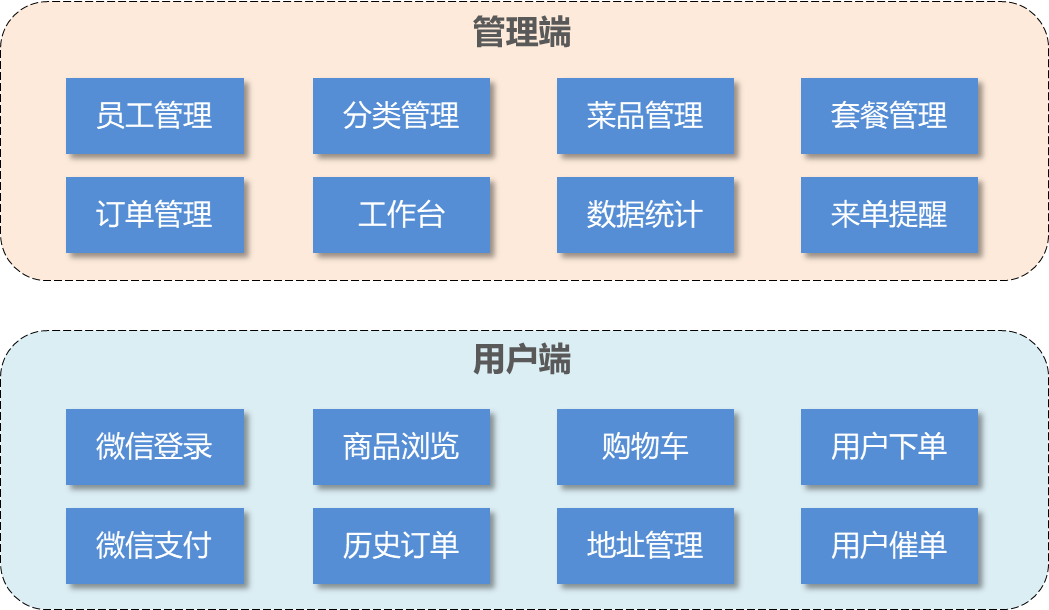 管理端
员工管理 分类管理 菜品管理 套餐管理
订单管理 工作台 数据统计 来单提醒
用户端
微信登录 商品浏览 购物车 用户下单
微信支付 历史订单 地址管理 用户催单